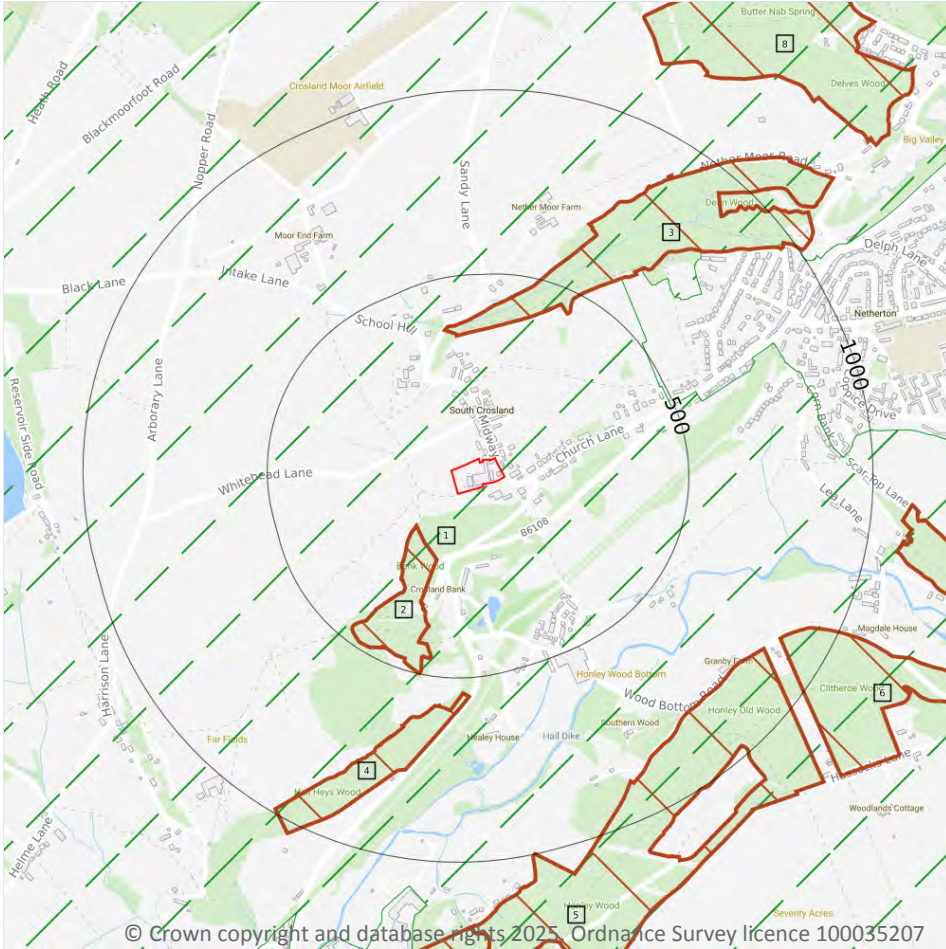 Butter Nab Spring
8
Delves Wood
Heath Road
Blackmoorfoot Road
Crosland Moor Airfield
Nopper Road
Big Valley
Sandy Lane
Nether Moor Road
Dean Wood
Nether Moor Farm
3
Moor End Farm
Delph Lane
Intake Lane
Black Lane
School Hill
Netherton
1000
Arborary Lane
Reservoir Side Road
South Crosland
500
Midway
Church Lane
Whitehead Lane
Scar Top Lane
Lea Lane
B6108
1
Bank Wood
Crosland Bank
2
Magdale House
Harrison Lane
Granby Farm
Honley Wood Bottom
Clitheroe Wood
6
Wood Bottom Road
Honley Old Wood
Southern Wood
Far Fields
Healey House
Hall Dike
4
Hassocks Lane
Woodlands Cottage
Helme Lane
Honley Wood
5
Seventy Acres
© Crown copyright and database rights 2025. Ordnance Survey licence 100035207